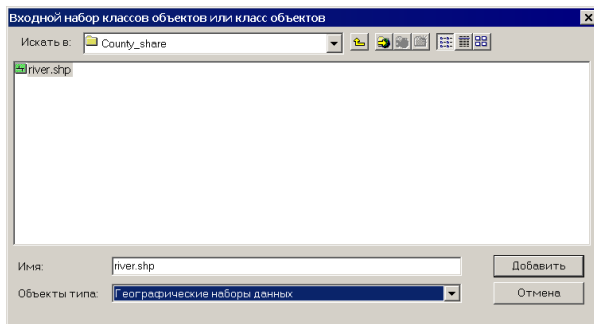 Входной набор классов объектов или класс объектов
Искать в: County_share
river.shp
Имя: river.shp Добавить
Объекты типа: Географические наборы данных Отмена